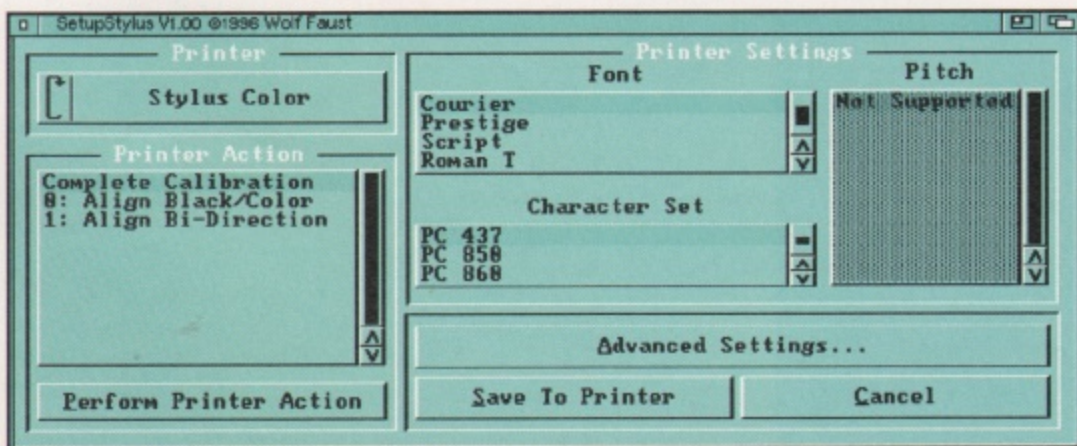 SetupStylus V1.00 ©1996 Wolf Faust
Printer
Stylus Color
Printer Action
Complete Calibration
0: Align Black/Color
1: Align Bi-Direction
Perform Printer Action
Printer Settings
Font
Courier
Prestige
Script
Roman T
Character Set
PC 437
PC 850
PC 860
Pitch
Not Supported
Advanced Settings...
Save To Printer
Cancel